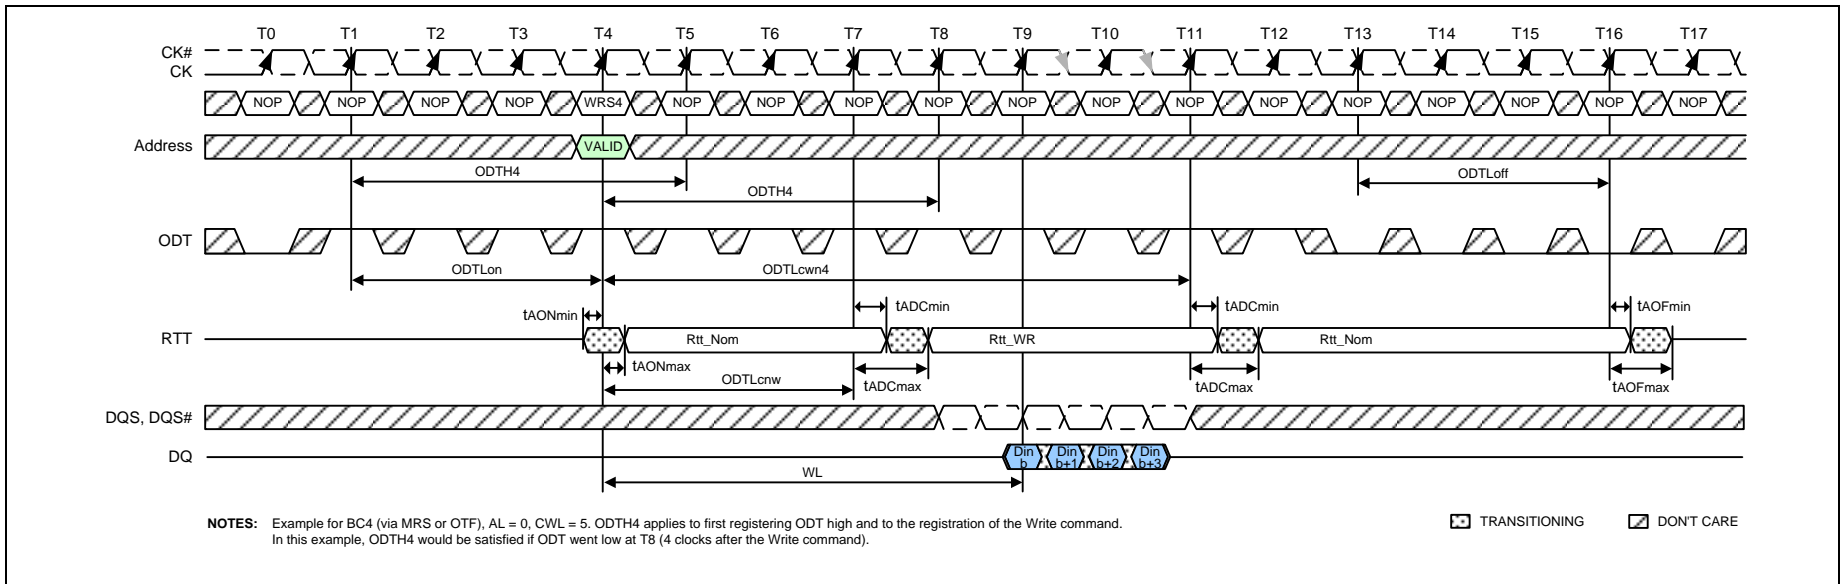 T0 T1 T2 T3 T4 T5 T6 T7 T8 T9 T10 T11 T12 T13 T14 T15 T16 T17
CK#
CK
NOP NOP NOP NOP WRS4 NOP NOP NOP NOP NOP NOP NOP NOP NOP NOP NOP NOP NOP
Address VALID
ODTH4 ODTLoff
ODTH4
ODT
ODTLon ODTLcwn4
tAONmin tADCmin tADCmin tAOFmin
RTT Rtt_Nom Rtt_WR Rtt_Nom
tAONmax ODTLcnw tADCmax tADCmax tAOFmax
DQS, DQS#
DQ Din b Din b+1 Din b+2 Din b+3
WL
NOTES: Example for BC4 (via MRS or OTF), AL = 0, CWL = 5. ODTH4 applies to first registering ODT high and to the registration of the Write command.
In this example, ODTH4 would be satisfied if ODT went low at T8 (4 clocks after the Write command).
TRANSITIONING DON'T CARE